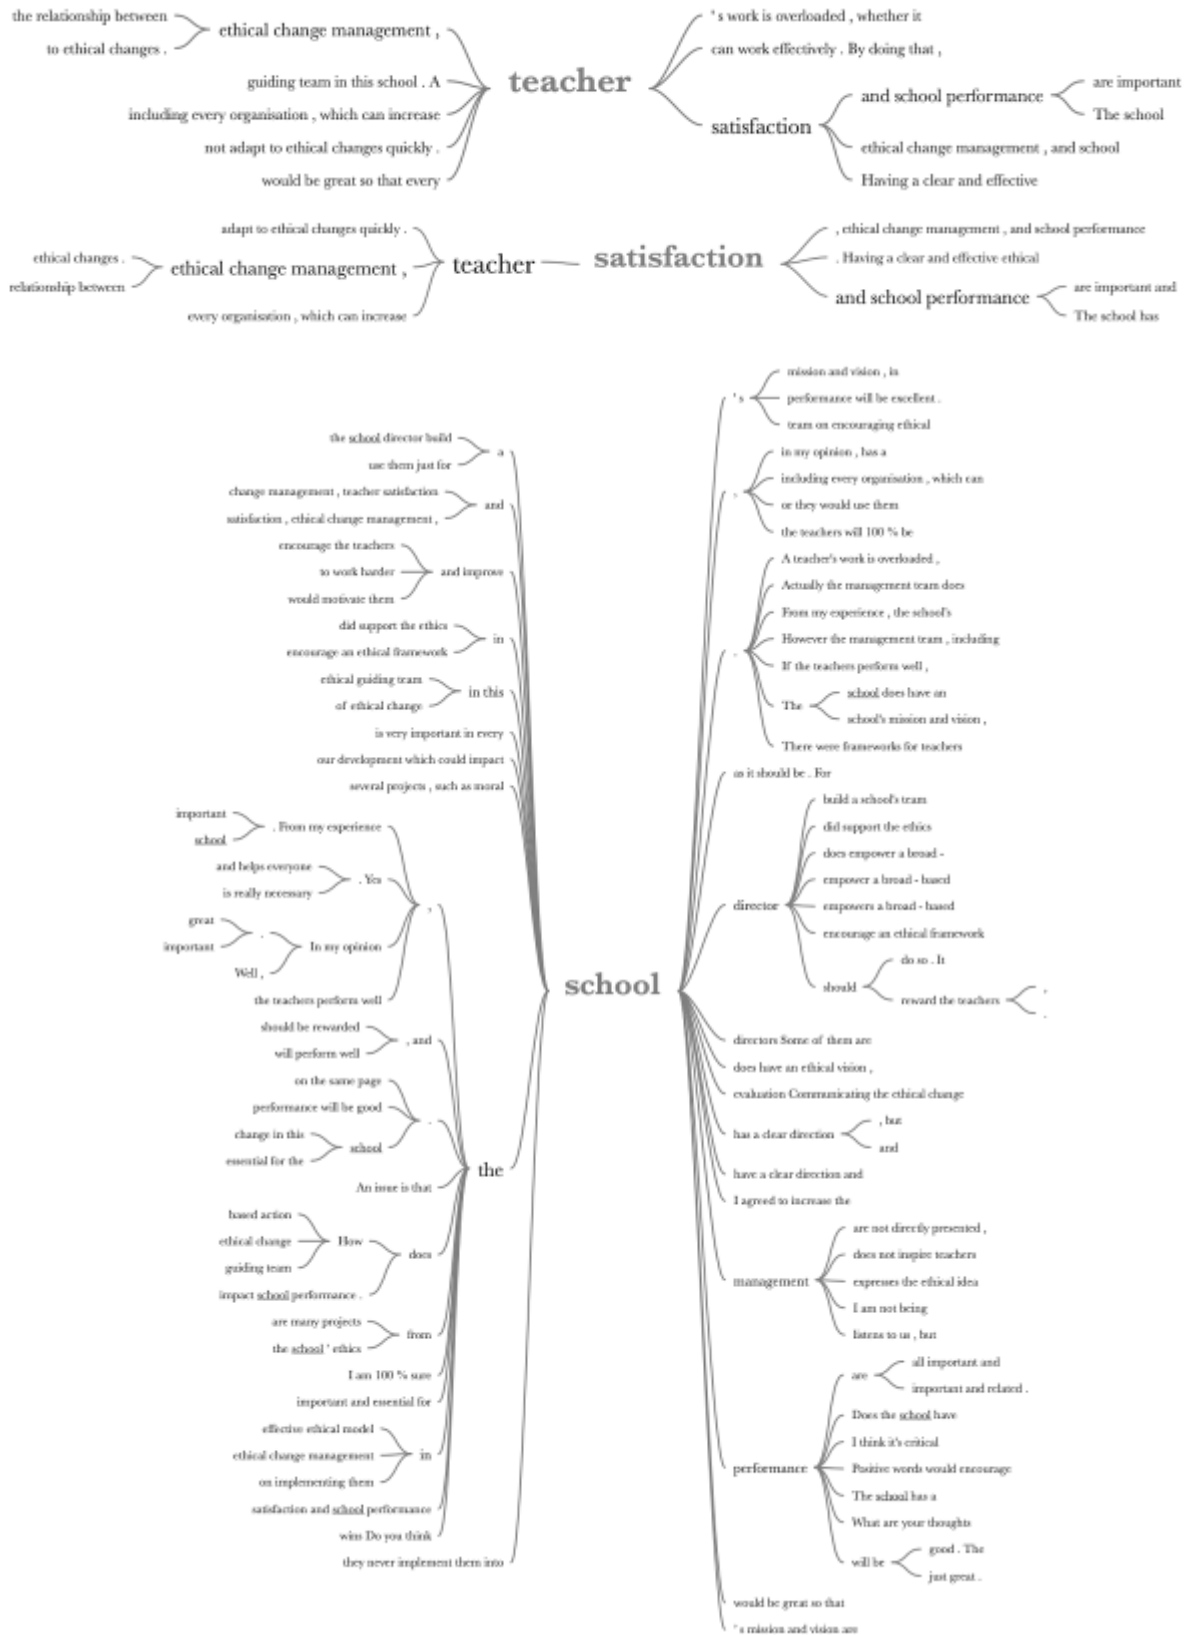 the relationship between
to ethical changes .
ethical change management ,
guiding team in this school . A
including every organisation , which can increase
not adapt to ethical changes quickly .
would be great so that every
teacher
' s work is overloaded , whether it
can work effectively . By doing that ,
satisfaction
and school performance
are important
The school
ethical change management , and school
Having a clear and effective
adapt to ethical changes quickly .
ethical changes .
relationship between
ethical change management ,
every organisation , which can increase
teacher
satisfaction
, ethical change management , and school performance
. Having a clear and effective ethical
and school performance
are important and
The school has
the school director build
use them just for
a
change management , teacher satisfaction
satisfaction , ethical change management ,
and
encourage the teachers
to work harder
would motivate them
and improve
did support the ethics
encourage an ethical framework
in
ethical guiding team
of ethical change
in this
is very important in every
our development which could impact
several projects , such as moral
important
school
. From my experience
and helps everyone
is really necessary
. Yes
great
important
.
Well ,
In my opinion
the teachers perform well
,
should be rewarded
will perform well
, and
on the same page
performance will be good
change in this
essential for the
school
.
An issue is that
based action
ethical change
guiding team
How
impact school performance .
does
are many projects
the school ' ethics
from
I am 100 % sure
important and essential for
effective ethical model
ethical change management
on implementing them
in
satisfaction and school performance
wins Do you think
the
they never implement them into
school
' s
mission and vision , in
performance will be excellent .
team on encouraging ethical
,
in my opinion , has a
including every organisation , which can
or they would use them
the teachers will 100 % be
.
A teacher's work is overloaded ,
Actually the management team does
From my experience , the school's
However the management team , including
If the teachers perform well ,
The
school does have an
school's mission and vision ,
There were frameworks for teachers
as it should be . For
director
build a school's team
did support the ethics
does empower a broad -
empower a broad - based
empowers a broad - based
encourage an ethical framework
should
do so . It
reward the teachers
,
.
directors Some of them are
does have an ethical vision ,
evaluation Communicating the ethical change
has a clear direction
, but
and
have a clear direction and
I agreed to increase the
management
are not directly presented ,
does not inspire teachers
expresses the ethical idea
I am not being
listens to us , but
performance
are
all important and
important and related .
Does the school have
I think it's critical
Positive words would encourage
The school has a
What are your thoughts
will be
good . The
just great .
would be great so that
' s mission and vision are